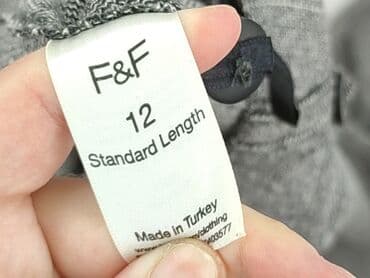 F&F
12
Standard Length
Made in Turkey